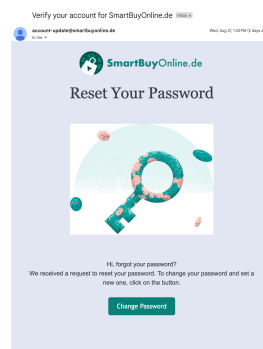 Verify your account for SmartBuyOnline.de Inbox x
account-update@smartbuyonline.de Wed, Aug 21, 1:53 PM (2 days a
to me
SmartBuyOnline.de
Reset Your Password
Hi, forgot your password?
We received a request to reset your password. To change your password and set a
new one, click on the button.
Change Password